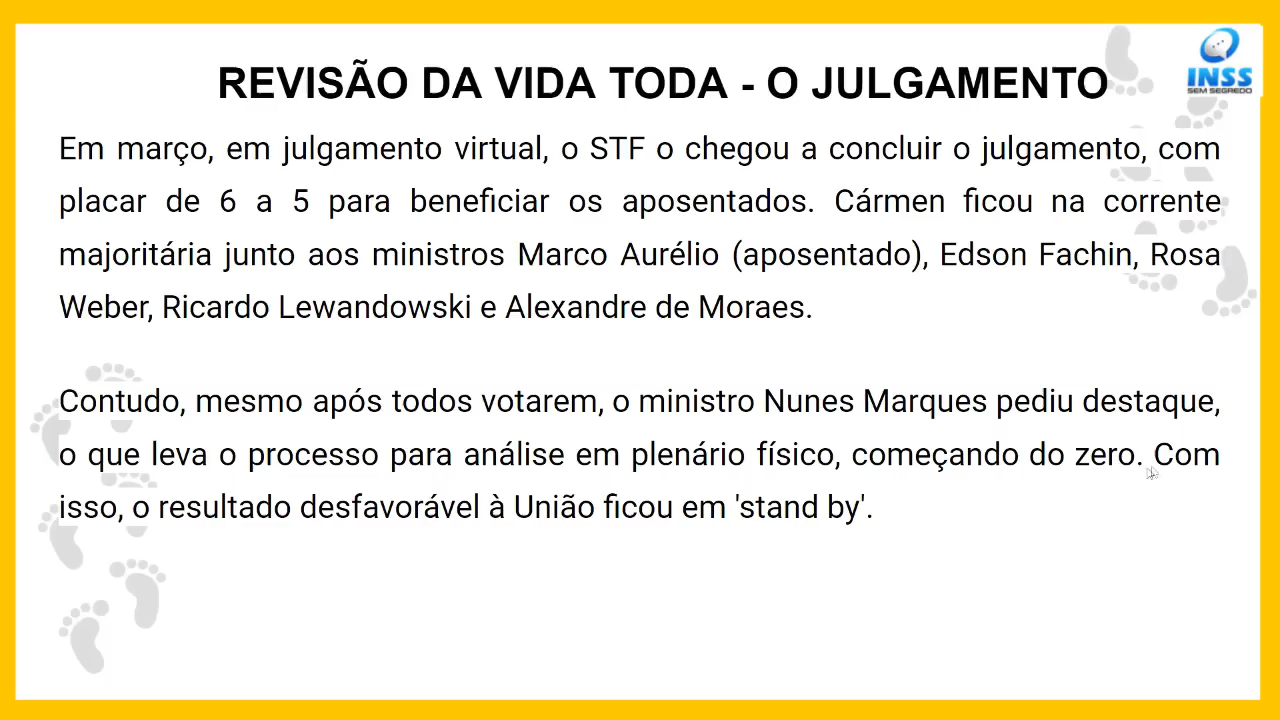 REVISÃO DA VIDA TODA - O JULGAMENTO
INSS
SEM SEGREDO
Em março, em julgamento virtual, o STF o chegou a concluir o julgamento, com
placar de 6 a 5 para beneficiar os aposentados. Cármen ficou na corrente
majoritária junto aos ministros Marco Aurélio (aposentado), Edson Fachin, Rosa
Weber, Ricardo Lewandowski e Alexandre de Moraes.
Contudo, mesmo após todos votarem, o ministro Nunes Marques pediu destaque,
o que leva o processo para análise em plenário físico, começando do zero. Com
isso, o resultado desfavorável à União ficou em 'stand by'.